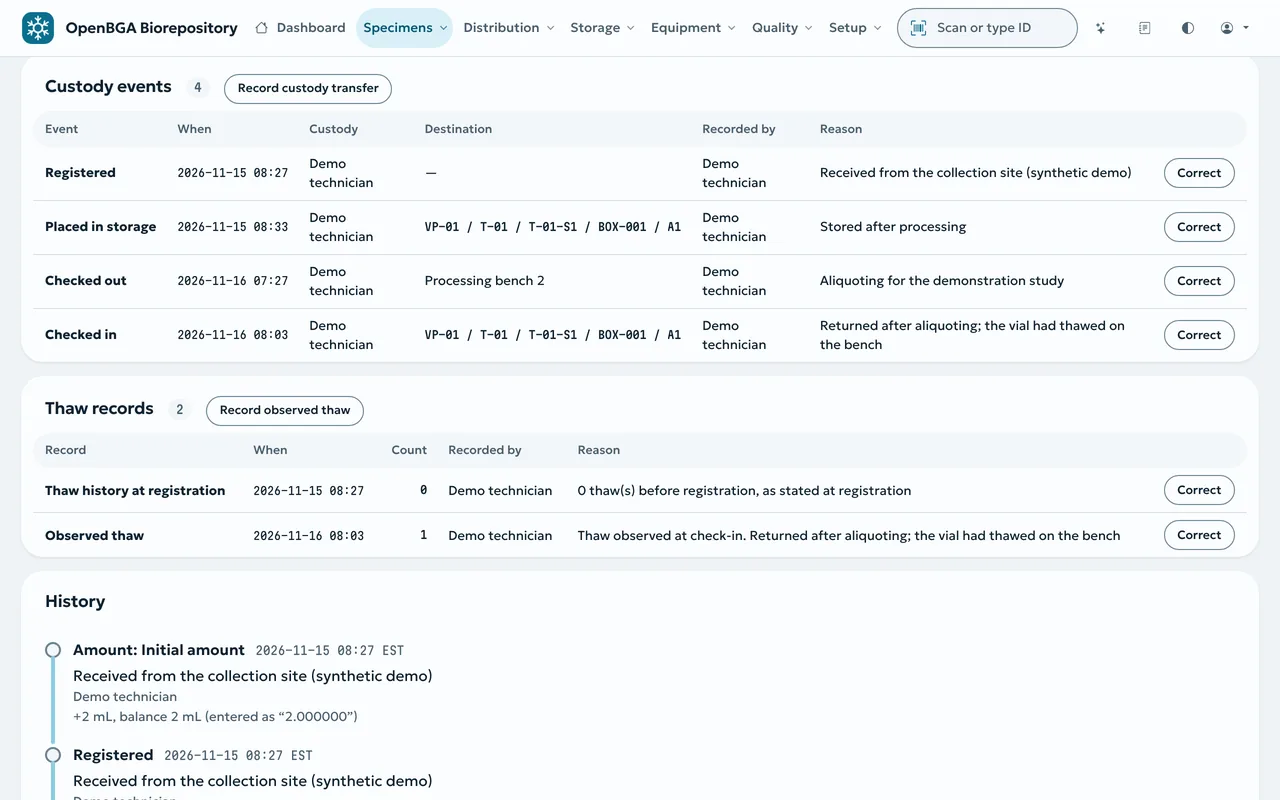 OpenBGA Biorepository Dashboard Specimens Distribution Storage Equipment Quality Setup Scan or type ID
Custody events 4 Record custody transfer
Event When Custody Destination Recorded by Reason
Registered 2026-11-15 08:27 Demo technician — Demo technician Received from the collection site (synthetic demo) Correct
Placed in storage 2026-11-15 08:33 Demo technician VP-01 / T-01 / T-01-S1 / BOX-001 / A1 Demo technician Stored after processing Correct
Checked out 2026-11-16 07:27 Demo technician Processing bench 2 Demo technician Aliquoting for the demonstration study Correct
Checked in 2026-11-16 08:03 Demo technician VP-01 / T-01 / T-01-S1 / BOX-001 / A1 Demo technician Returned after aliquoting; the vial had thawed on the bench Correct
Thaw records 2 Record observed thaw
Record When Count Recorded by Reason
Thaw history at registration 2026-11-15 08:27 0 Demo technician 0 thaw(s) before registration, as stated at registration Correct
Observed thaw 2026-11-16 08:03 1 Demo technician Thaw observed at check-in. Returned after aliquoting; the vial had thawed on the bench Correct
History
Amount: Initial amount 2026-11-15 08:27 EST
Received from the collection site (synthetic demo)
Demo technician
+2 mL, balance 2 mL (entered as “2.000000”)
Registered 2026-11-15 08:27 EST
Received from the collection site (synthetic demo)
Demo technician